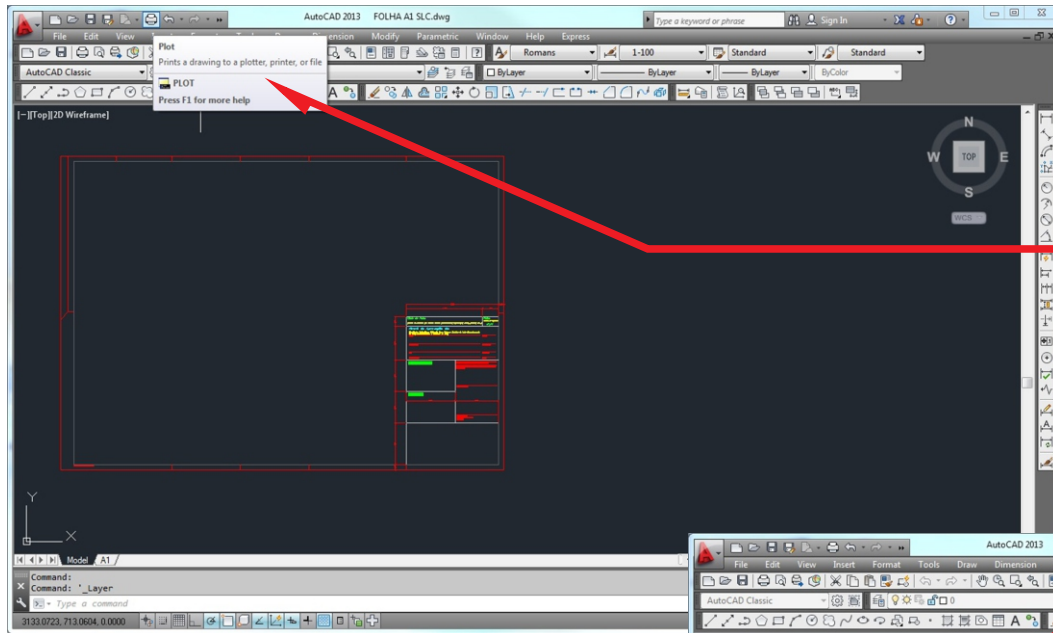 AutoCAD 2013 FOLHA A1 SLC.dwg
Type a keyword or phrase
Sign In
File Edit View Modify Parametric Window Help Express
Plot
Prints a drawing to a plotter, printer, or file
PLOT
Press F1 for more help
Romans 1-100 Standard Standard
AutoCAD Classic ByLayer ByLayer ByLayer ByColor
[−][Top][2D Wireframe]
N
W TOP E
S
WCS
Y
X
Model A1
Command:
Command: '_Layer
Type a command
3133.0723, 713.0604, 0.0000
AutoCAD 2013
File Edit View Insert Format Tools Draw Dimension
AutoCAD Classic 0